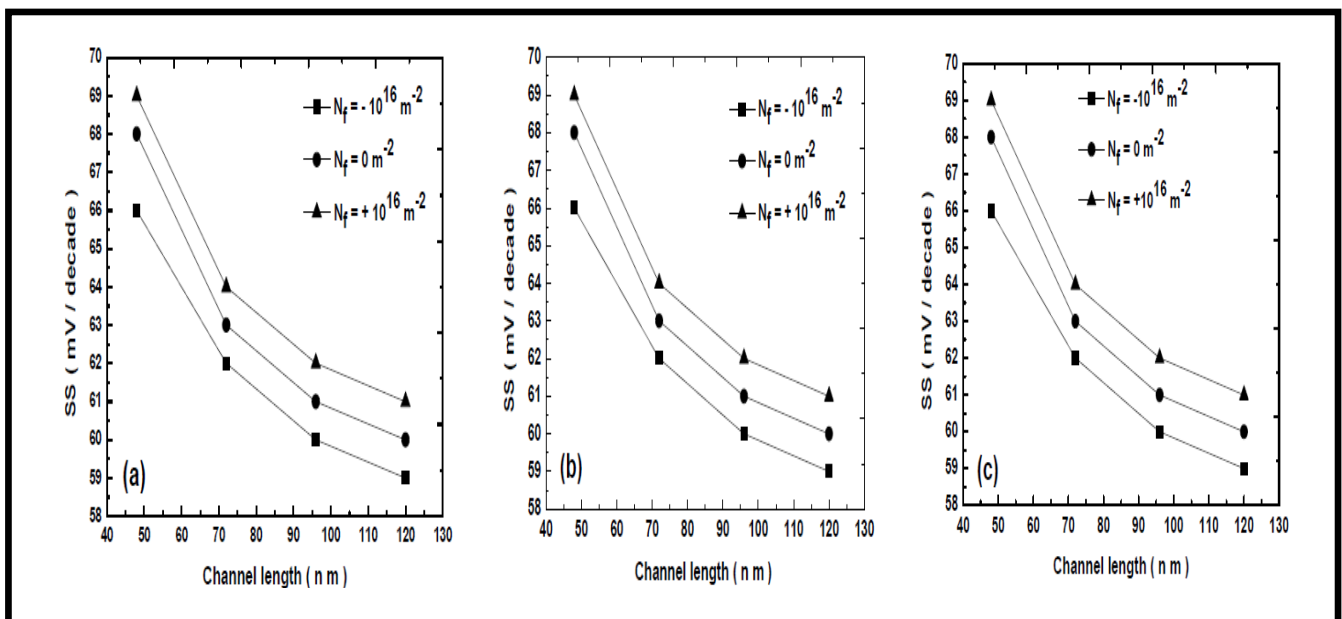 70
69
68
67
66
65
64
63
62
61
60
59
58
SS ( mV / decade )
N_f = - 10^16 m^-2
N_f = 0 m^-2
N_f = + 10^16 m^-2
(a)
40 50 60 70 80 90 100 110 120 130
Channel length ( n m )
70
69
68
67
66
65
64
63
62
61
60
59
58
SS ( mV / decade )
N_f = - 10^16 m^-2
N_f = 0 m^-2
N_f = + 10^16 m^-2
(b)
40 50 60 70 80 90 100 110 120 130
Channel length ( n m )
70
69
68
67
66
65
64
63
62
61
60
59
58
SS ( mV / decade )
N_f = -10^16 m^-2
N_f = 0 m^-2
N_f = +10^16 m^-2
(c)
40 50 60 70 80 90 100 110 120 130
Channel length ( n m )